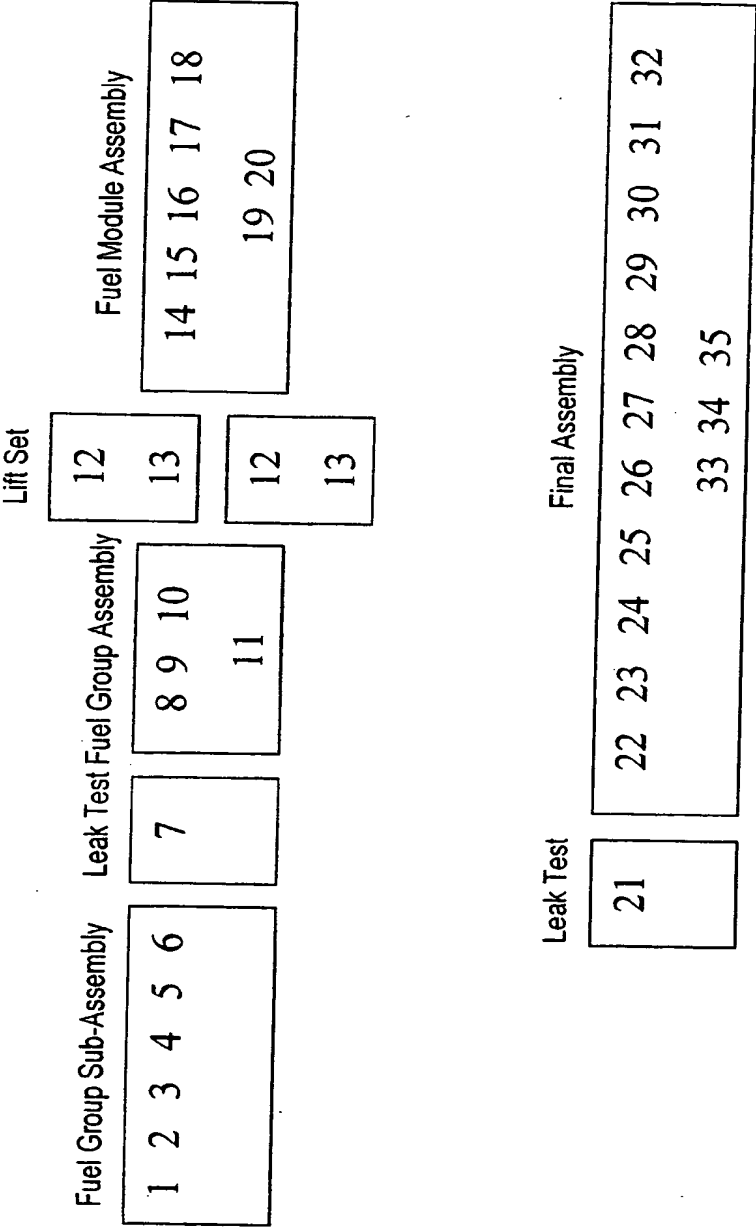 Fuel Group Sub-Assembly
1 2 3 4 5 6
Leak Test
7
Fuel Group Assembly
8 9 10
11
Lift Set
12
13
12
13
Fuel Module Assembly
14 15 16 17 18
19 20
Leak Test
21
Final Assembly
22 23 24 25 26 27 28 29 30 31 32
33 34 35